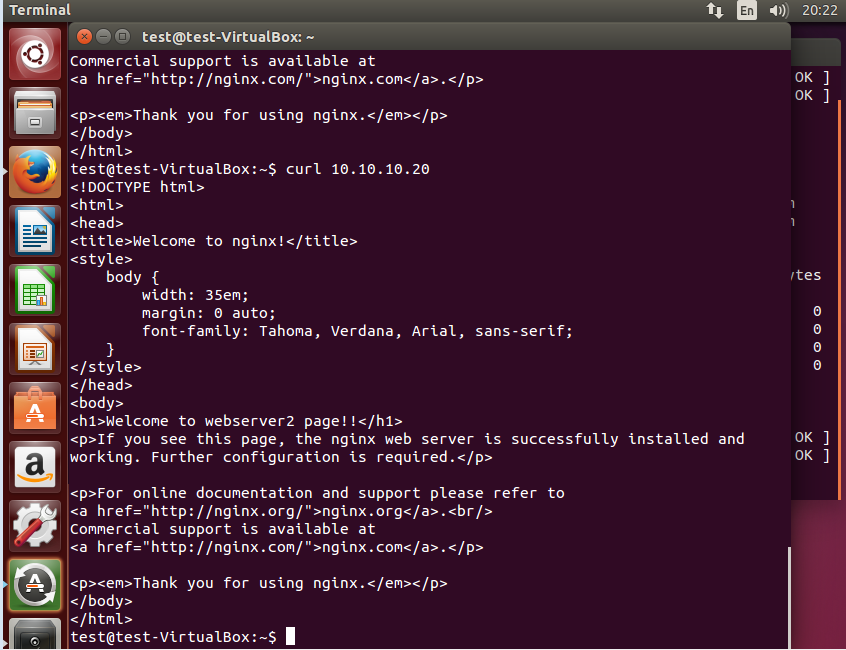 Terminal
En
20:22
test@test-VirtualBox: ~
Commercial support is available at
<a href="http://nginx.com/">nginx.com</a>.</p>
<p><em>Thank you for using nginx.</em></p>
</body>
</html>
test@test-VirtualBox:~$ curl 10.10.10.20
<!DOCTYPE html>
<html>
<head>
<title>Welcome to nginx!</title>
<style>
    body {
        width: 35em;
        margin: 0 auto;
        font-family: Tahoma, Verdana, Arial, sans-serif;
    }
</style>
</head>
<body>
<h1>Welcome to webserver2 page!!</h1>
<p>If you see this page, the nginx web server is successfully installed and
working. Further configuration is required.</p>
<p>For online documentation and support please refer to
<a href="http://nginx.org/">nginx.org</a>.<br/>
Commercial support is available at
<a href="http://nginx.com/">nginx.com</a>.</p>
<p><em>Thank you for using nginx.</em></p>
</body>
</html>
test@test-VirtualBox:~$
OK ]
OK ]
0
0
0
0
OK ]
OK ]